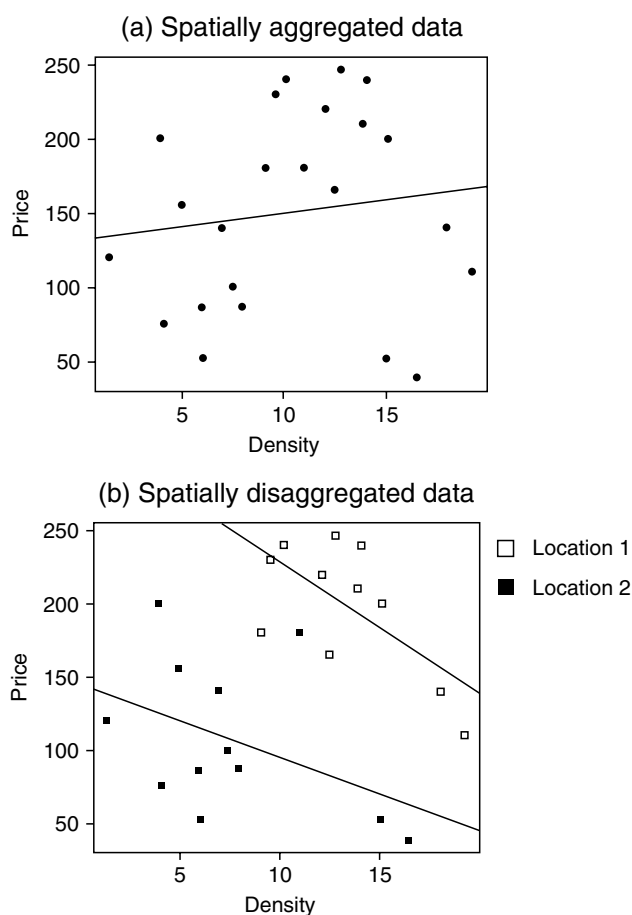 (a) Spatially aggregated data
250
200
150
100
50
Price
5 10 15
Density
(b) Spatially disaggregated data
250
200
150
100
50
Price
5 10 15
Density
Location 1
Location 2